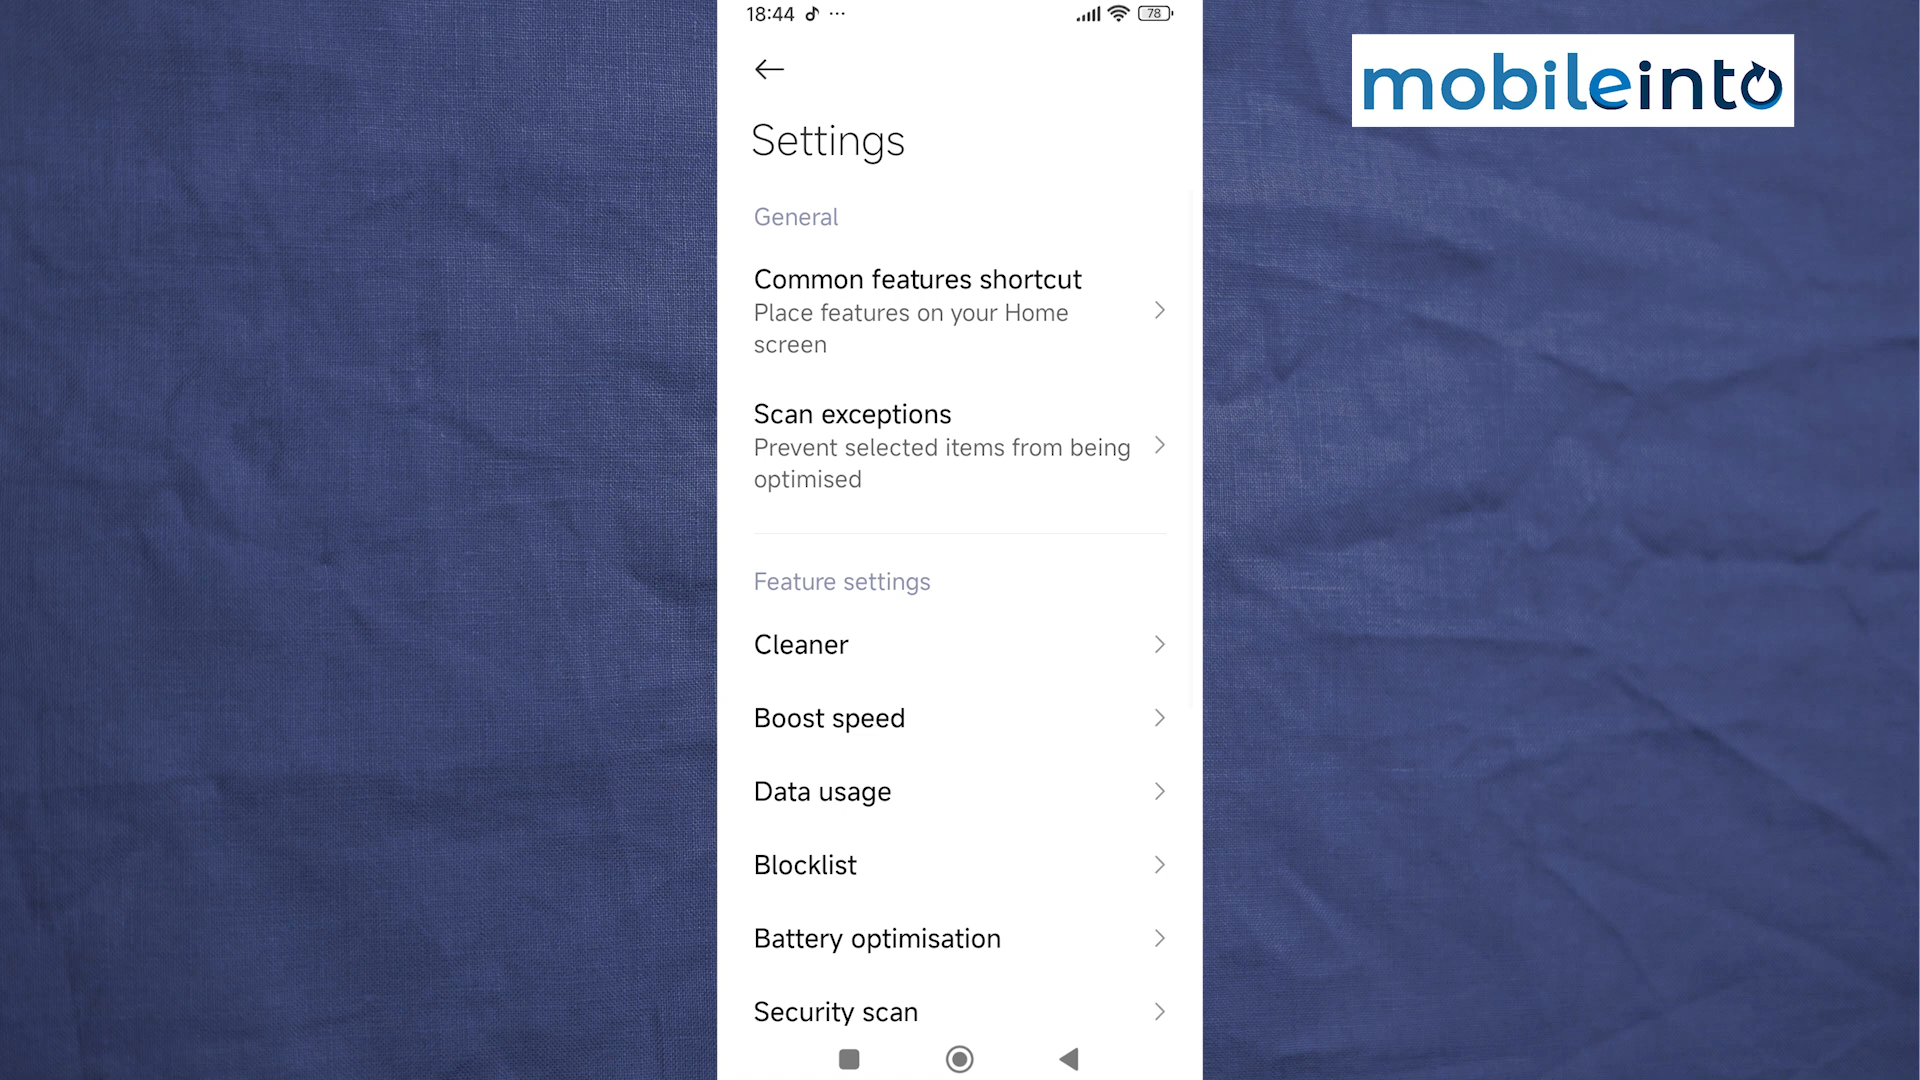 18:44
78
mobileinto
Settings
General
Common features shortcut
Place features on your Home
screen
Scan exceptions
Prevent selected items from being
optimised
Feature settings
Cleaner
Boost speed
Data usage
Blocklist
Battery optimisation
Security scan